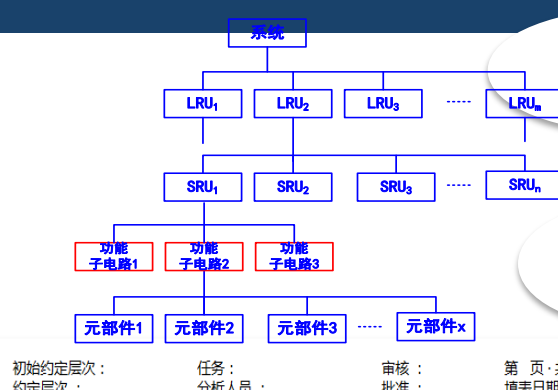 系统
LRU1 LRU2 LRU3 ······ LRUm
SRU1 SRU2 SRU3 ······ SRUn
功能 功能 功能
子电路1 子电路2 子电路3
元部件1 元部件2 元部件3 ······ 元部件x
初始约定层次： 任务： 审核： 第 页·
约定层次： 分析人员： 批准： 填表日期